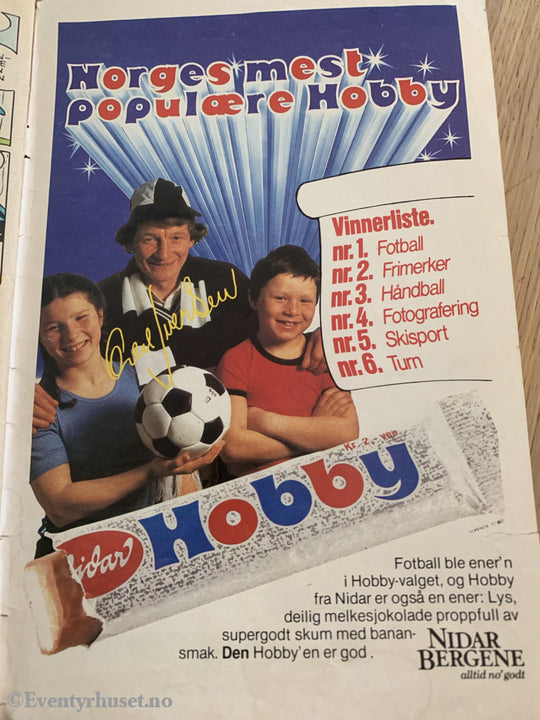 Norges mest
populære Hobby
Vinnerliste.
nr.1. Fotball
nr.2. Frimerker
nr.3. Håndball
nr.4. Fotografering
nr.5. Skisport
nr.6. Turn
Kr. 2,- veil.
Hobby
Nidar
Fotball ble ener'n
i Hobby-valget, og Hobby
fra Nidar er også en ener: Lys,
deilig melkesjokolade proppfull av
supergodt skum med banan-
smak. Den Hobby'en er god.
NIDAR
BERGENE
alltid no' godt
©Eventyrhuset.no